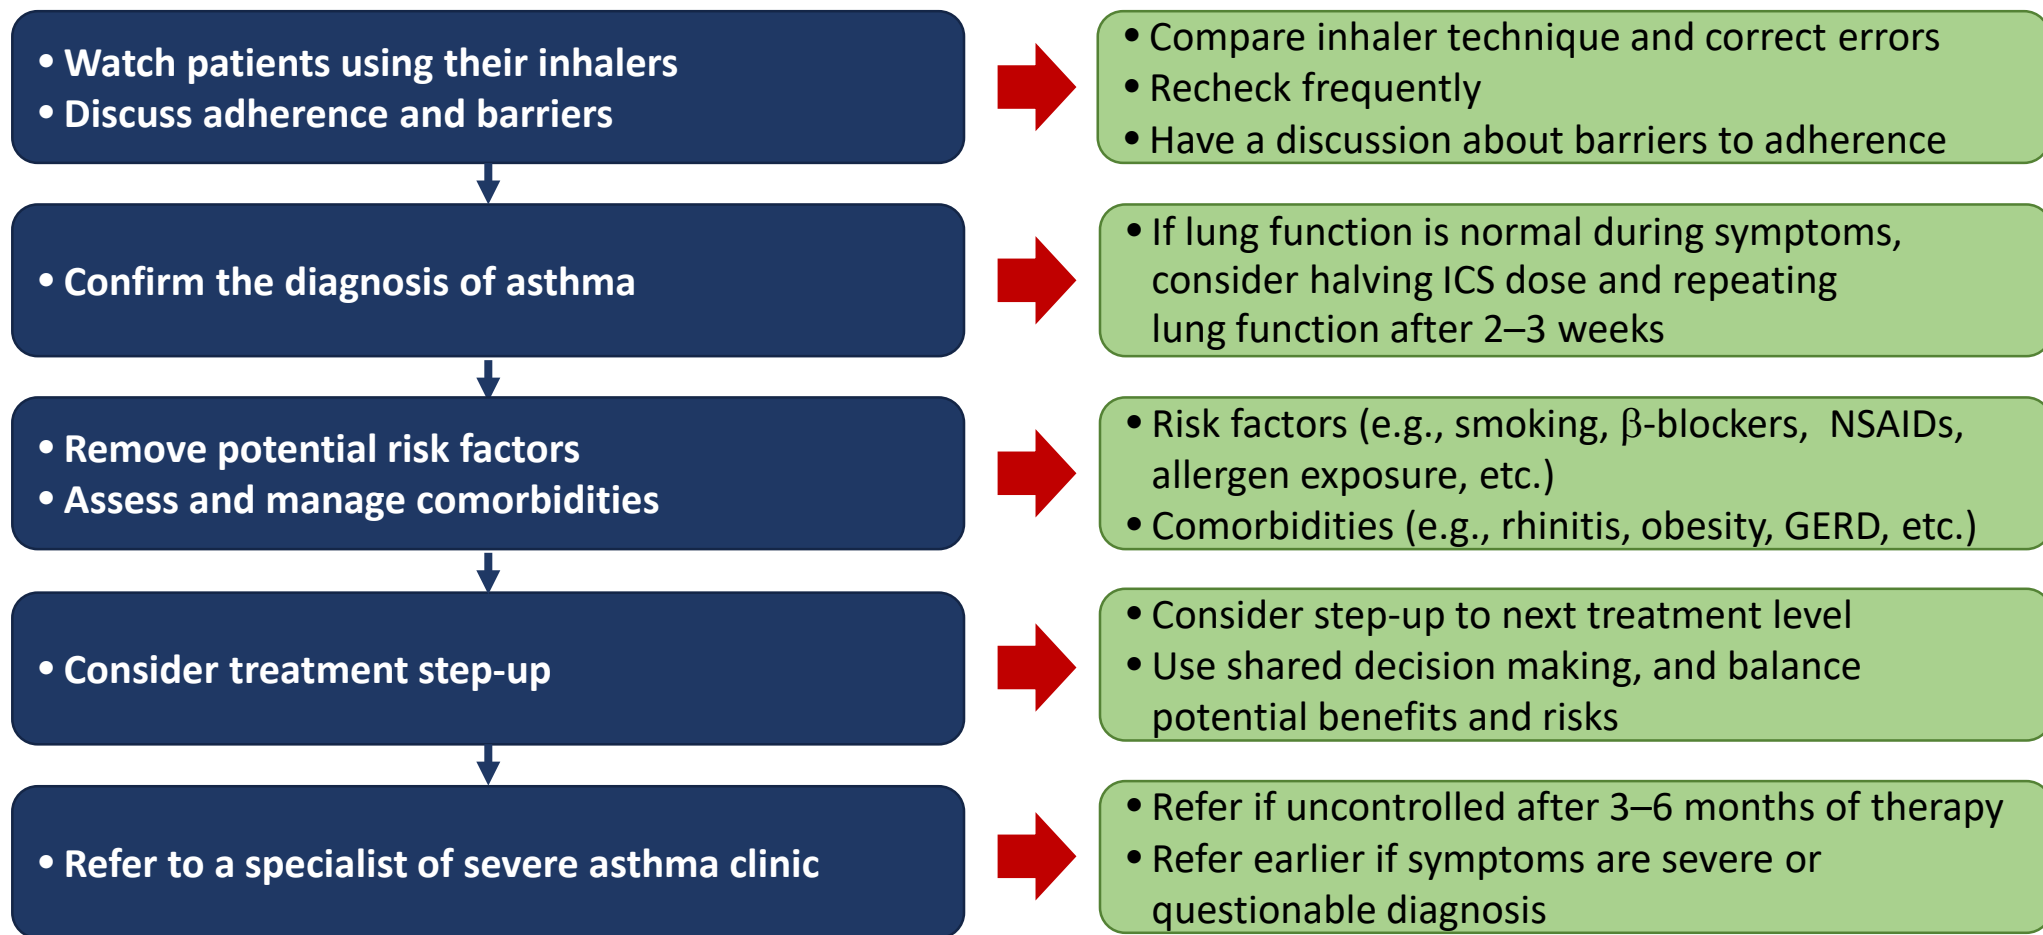 • Watch patients using their inhalers
• Discuss adherence and barriers
• Compare inhaler technique and correct errors
• Recheck frequently
• Have a discussion about barriers to adherence
• Confirm the diagnosis of asthma
• If lung function is normal during symptoms,
consider halving ICS dose and repeating
lung function after 2–3 weeks
• Remove potential risk factors
• Assess and manage comorbidities
• Risk factors (e.g., smoking, β-blockers, NSAIDs,
allergen exposure, etc.)
• Comorbidities (e.g., rhinitis, obesity, GERD, etc.)
• Consider treatment step-up
• Consider step-up to next treatment level
• Use shared decision making, and balance
potential benefits and risks
• Refer to a specialist of severe asthma clinic
• Refer if uncontrolled after 3–6 months of therapy
• Refer earlier if symptoms are severe or
questionable diagnosis